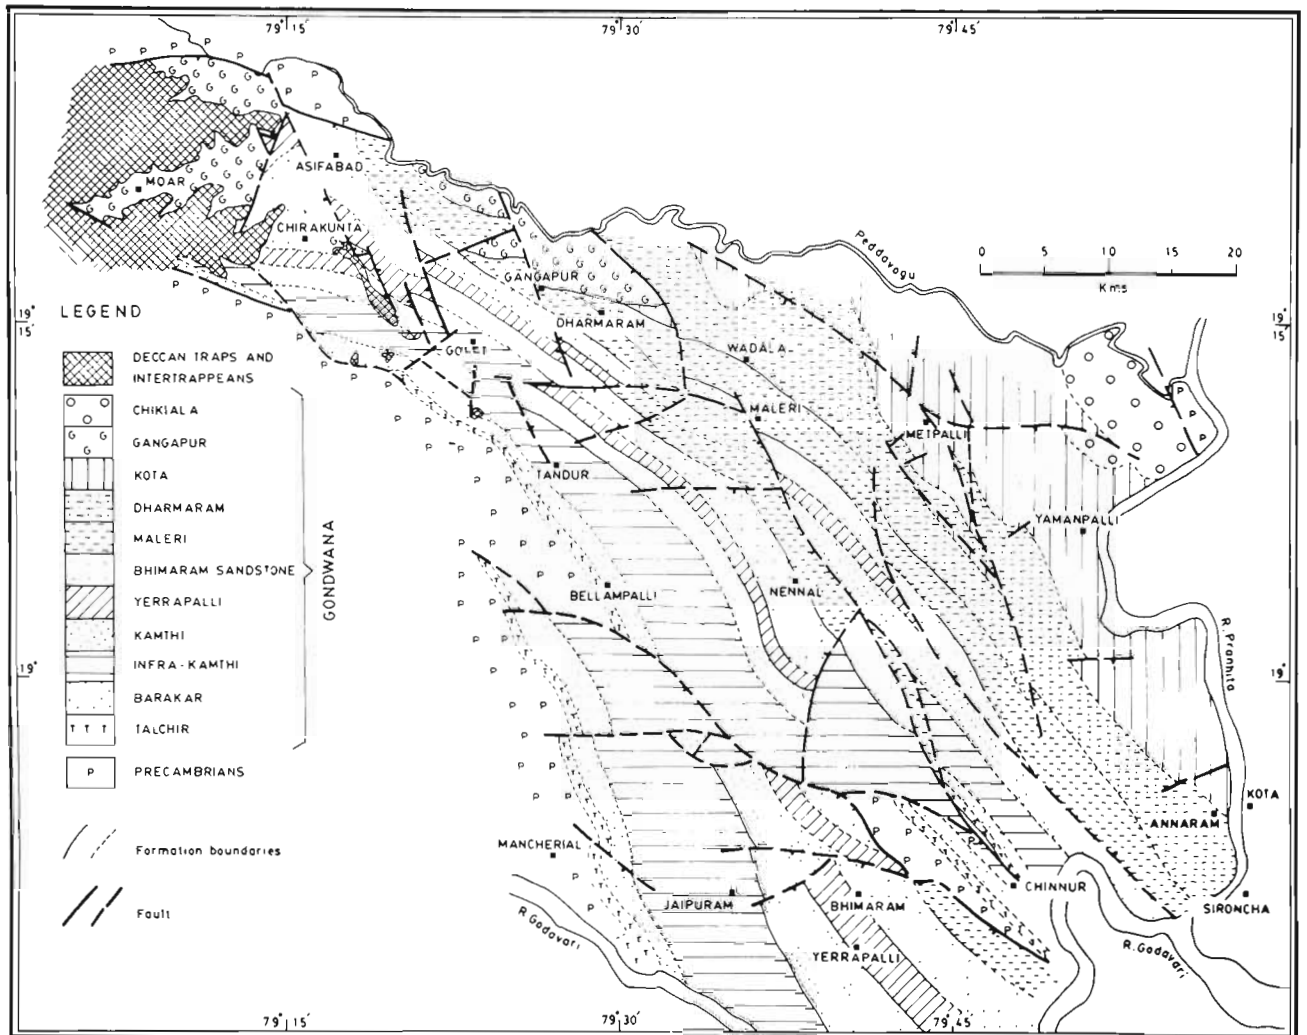 79° 15′
79° 30′
79° 45′
ASIFABAD
MOAR
CHIRAKUNTA
Peddavagu
0 5 10 15 20
Kms
GANGAPUR
DHARMARAM
19° 15′
19° 15′
LEGEND
GOLET
WADALA
DECCAN TRAPS AND
INTERTRAPPEANS
CHIKIALA
GANGAPUR
KOTA
DHARMARAM
MALERI
BHIMARAM SANDSTONE
YERRAPALLI
KAMTHI
INFRA-KAMTHI
BARAKAR
TALCHIR
GONDWANA
PRECAMBRIANS
Formation boundaries
Fault
MALERI
METPALLI
TANDUR
YAMANPALLI
BELLAMPALLI
NENNAL
R. Pranhita
19°
19°
KOTA
ANNARAM
MANCHERIAL
CHINNUR
JAIPURAM
BHIMARAM
SIRONCHA
R. Godavari
YERRAPALLI
R. Godavari
79° 15′
79° 30′
79° 45′